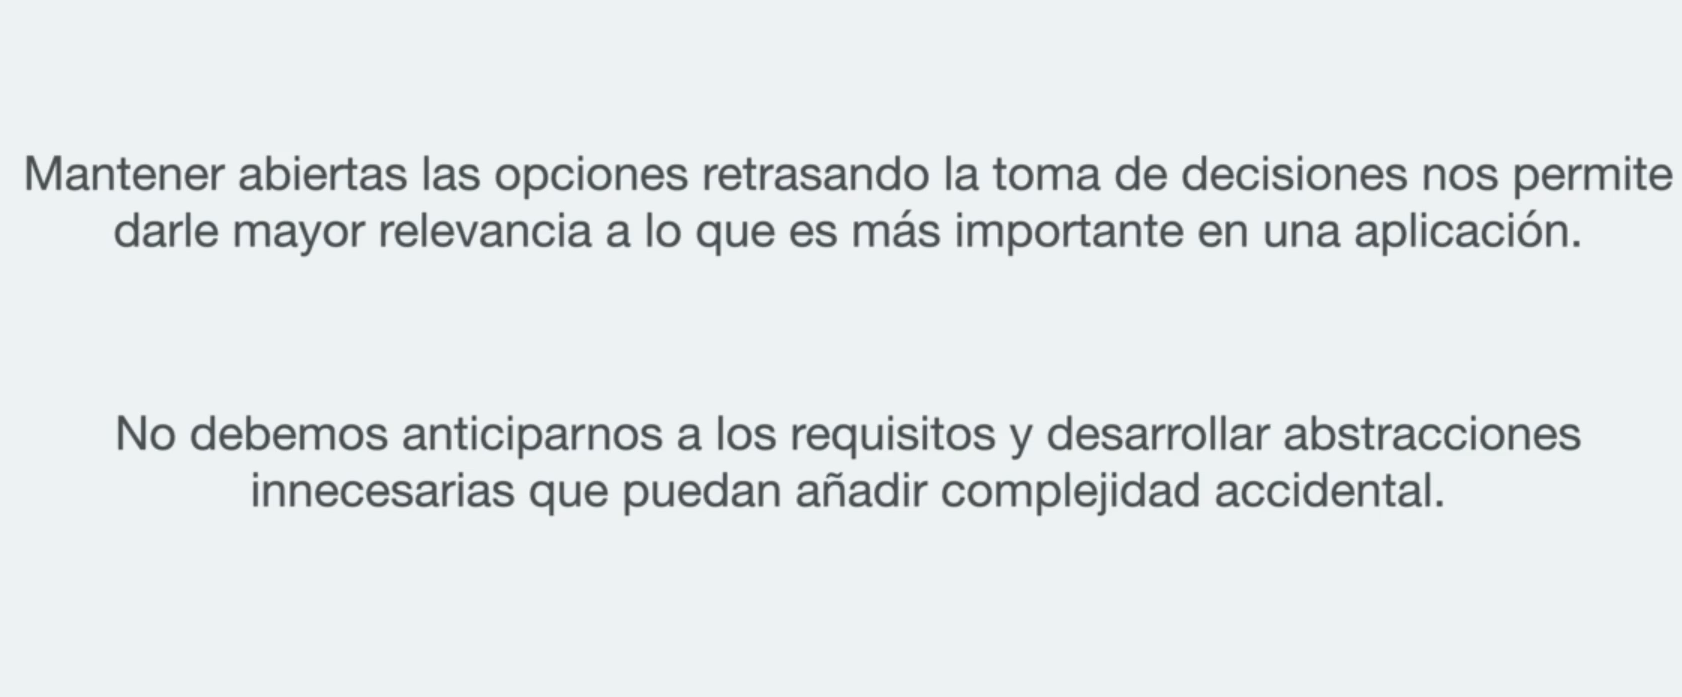 Mantener abiertas las opciones retrasando la toma de decisiones nos permite
darle mayor relevancia a lo que es más importante en una aplicación.
No debemos anticiparnos a los requisitos y desarrollar abstracciones
innecesarias que puedan añadir complejidad accidental.